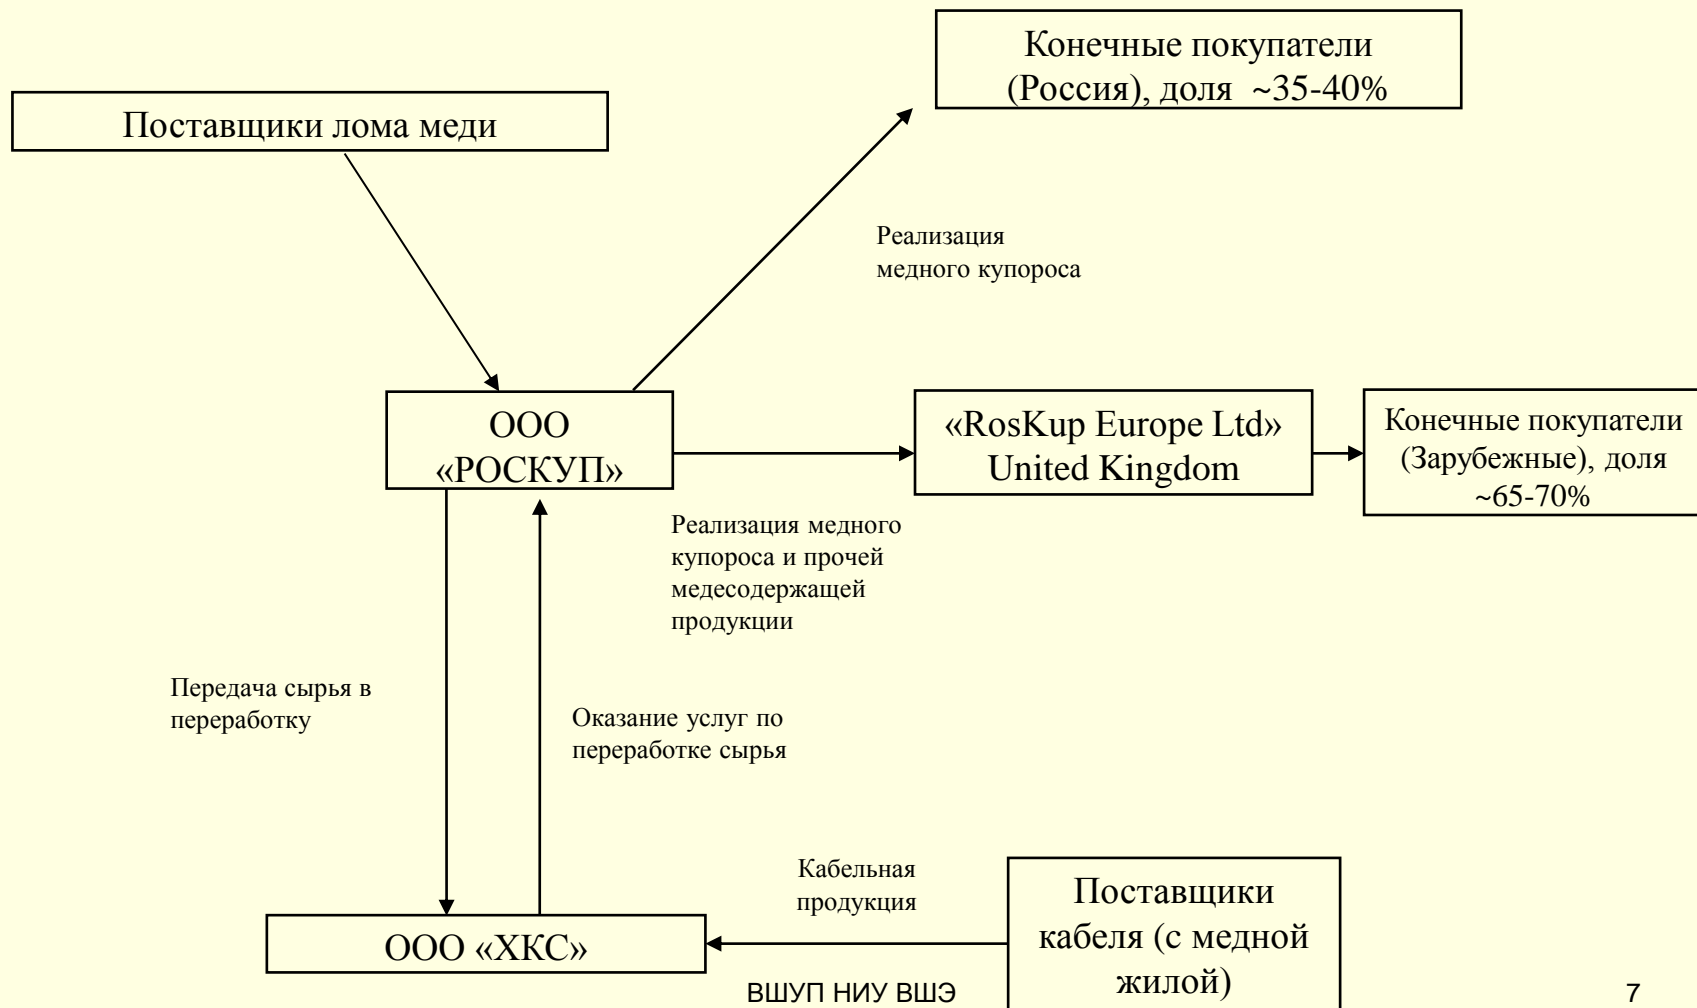 Конечные покупатели
(Россия), доля ~35-40%
Поставщики лома меди
Реализация
медного купороса
ООО
«РОСКУП»
«RosKup Europe Ltd»
United Kingdom
Конечные покупатели
(Зарубежные), доля
~65-70%
Реализация медного
купороса и прочей
медесодержащей
продукции
Передача сырья в
переработку
Оказание услуг по
переработке сырья
Кабельная
продукция
Поставщики
кабеля (с медной
жилой)
ООО «ХКС»
ВШУП НИУ ВШЭ
7